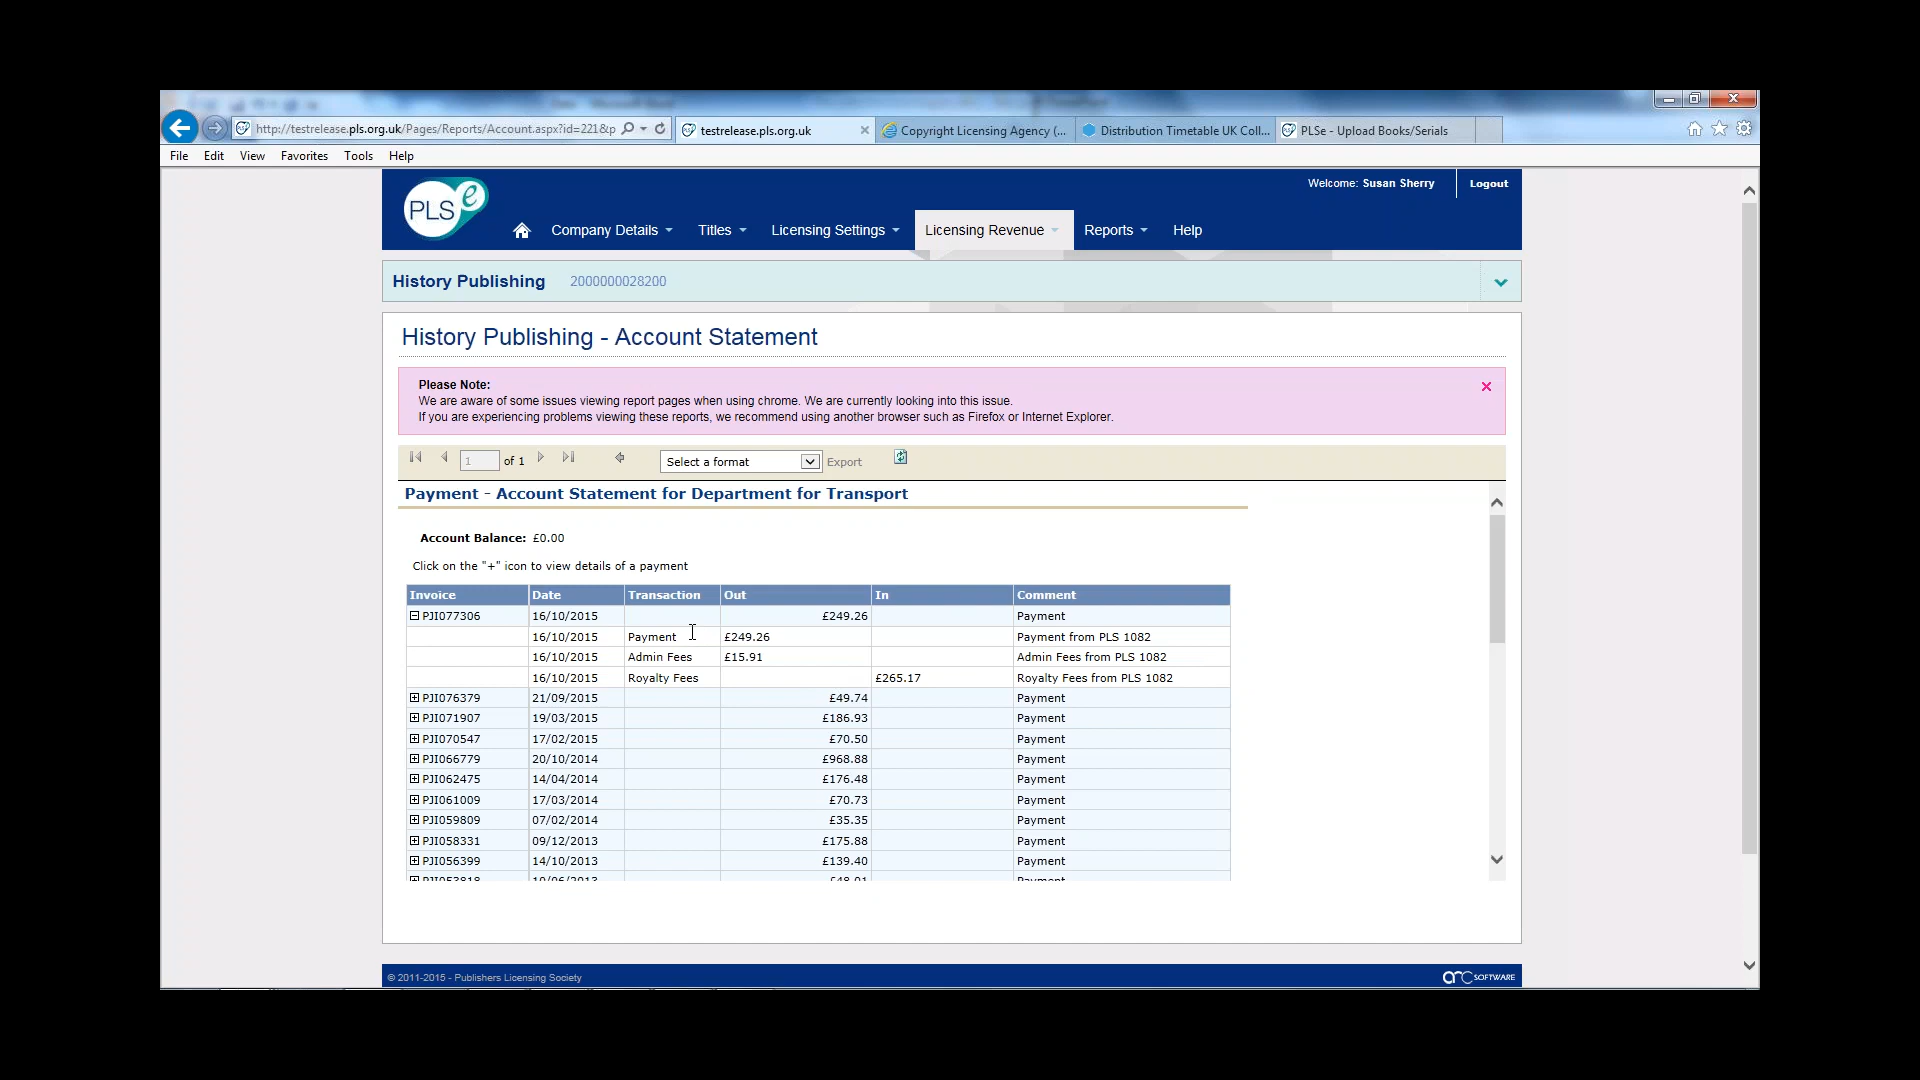 http://testrelease.pls.org.uk/Pages/Reports/Account.aspx?id=221&p
testrelease.pls.org.uk
Copyright Licensing Agency (...
Distribution Timetable UK Coll...
PLSe - Upload Books/Serials
File Edit View Favorites Tools Help
Welcome: Susan Sherry Logout
PLS e
Company Details Titles Licensing Settings Licensing Revenue Reports Help
History Publishing 2000000028200
History Publishing - Account Statement
Please Note:
We are aware of some issues viewing report pages when using chrome. We are currently looking into this issue.
If you are experiencing problems viewing these reports, we recommend using another browser such as Firefox or Internet Explorer.
1 of 1 Select a format Export
Payment - Account Statement for Department for Transport
Account Balance: £0.00
Click on the "+" icon to view details of a payment
Invoice Date Transaction Out In Comment
PJI077306 16/10/2015 £249.26 Payment
16/10/2015 Payment £249.26 Payment from PLS 1082
16/10/2015 Admin Fees £15.91 Admin Fees from PLS 1082
16/10/2015 Royalty Fees £265.17 Royalty Fees from PLS 1082
PJI076379 21/09/2015 £49.74 Payment
PJI071907 19/03/2015 £186.93 Payment
PJI070547 17/02/2015 £70.50 Payment
PJI066779 20/10/2014 £968.88 Payment
PJI062475 14/04/2014 £176.48 Payment
PJI061009 17/03/2014 £70.73 Payment
PJI059809 07/02/2014 £35.35 Payment
PJI058331 09/12/2013 £175.88 Payment
PJI056399 14/10/2013 £139.40 Payment
PJI053818 10/06/2013 £48.01 Payment
© 2011-2015 - Publishers Licensing Society
arc SOFTWARE